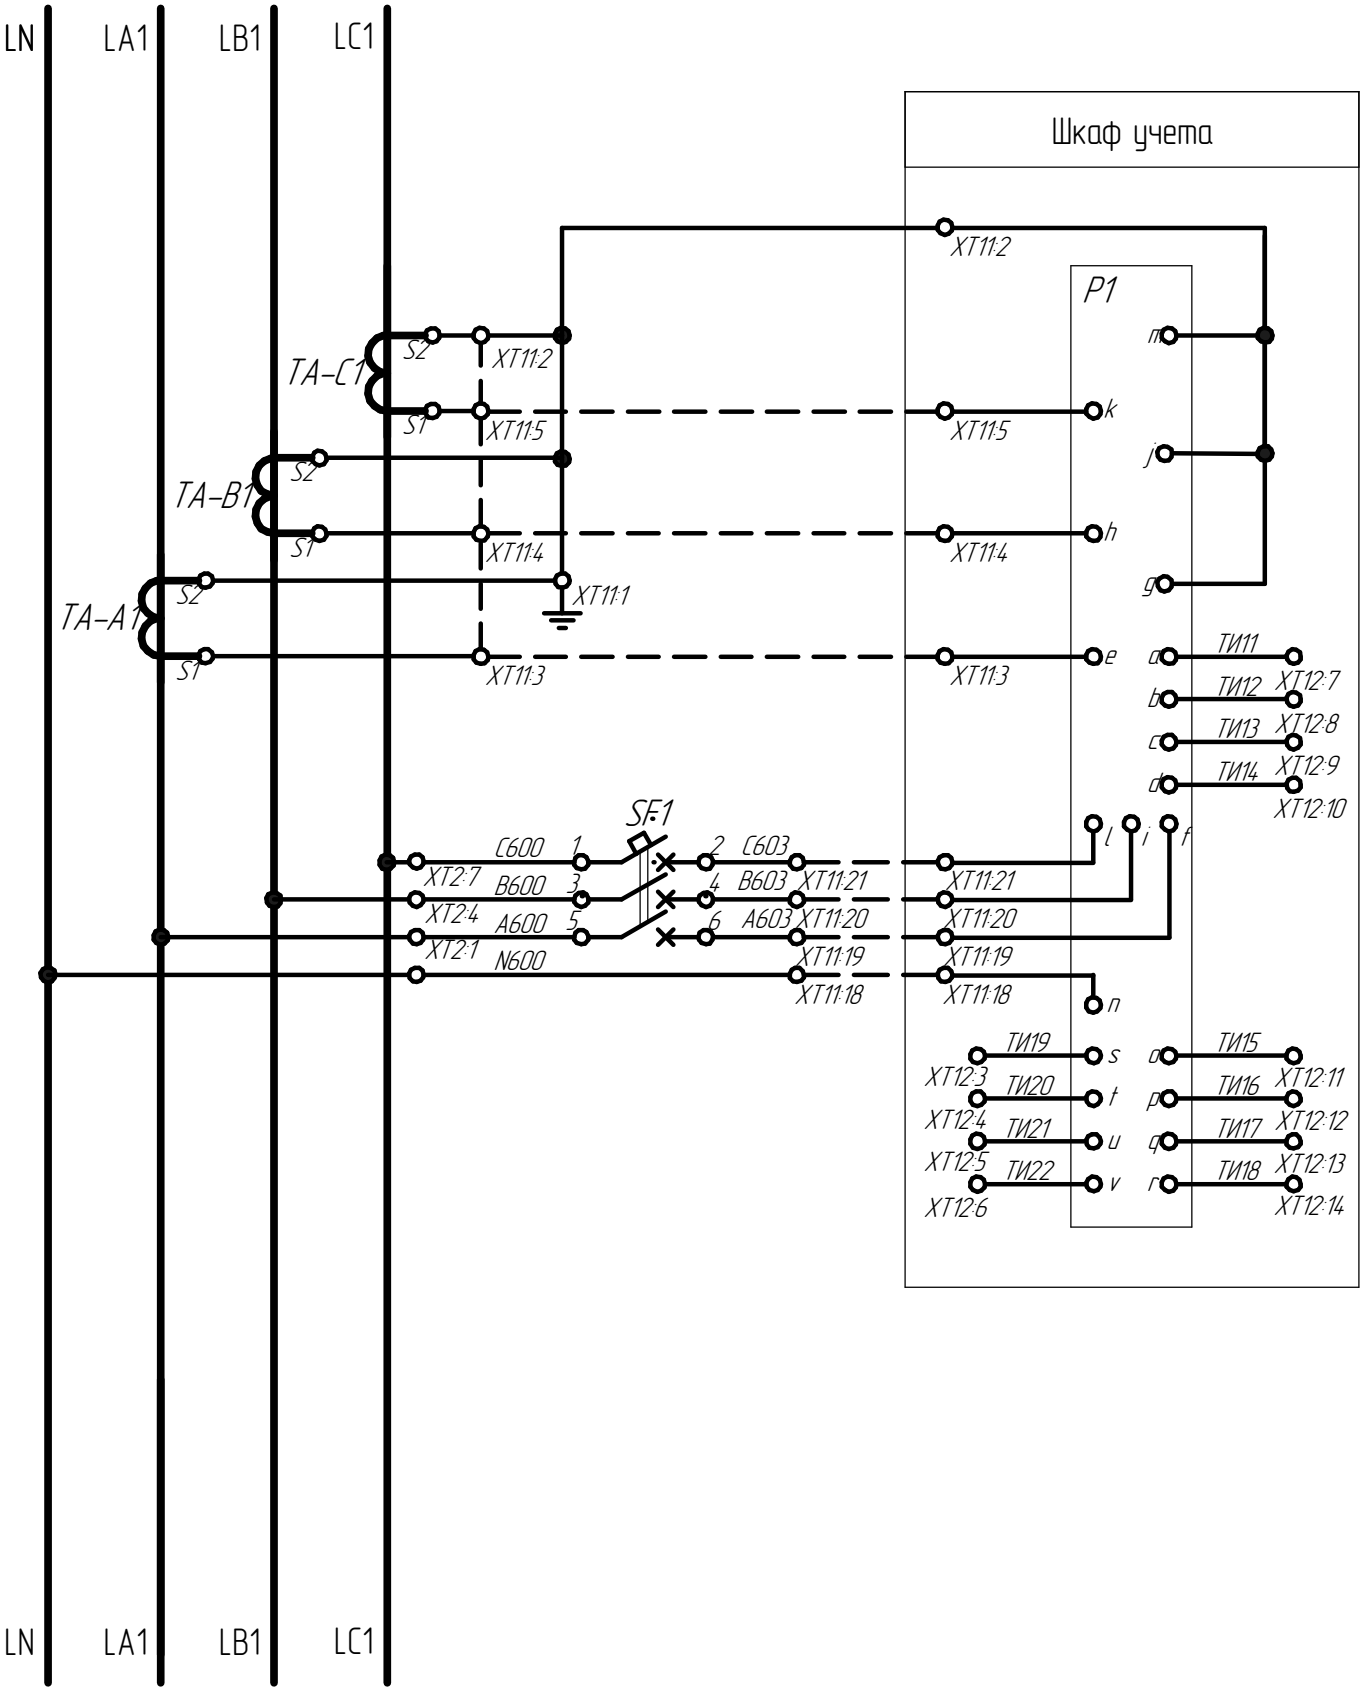 LN LA1 LB1 LC1
Шкаф учета
XT11:2
P1
TA-C1 S2 XT11:2 m
S1 XT11:5 XT11:5 k
TA-B1 S2 j
S1 XT11:4 XT11:4 h
TA-A1 S2 XT11:1 g
S1 XT11:3 XT11:3 e a ТИ11 XT12:7
b ТИ12 XT12:8
c ТИ13 XT12:9
d ТИ14 XT12:10
SF1
l i f
C600 1 2 C603
XT2:7 XT11:21 XT11:21
B600 3 4 B603
XT2:4 XT11:20 XT11:20
A600 5 6 A603
XT2:1 XT11:19 XT11:19
N600
XT11:18 XT11:18
n
ТИ19 s o ТИ15
XT12:3 XT12:11
ТИ20 t p ТИ16
XT12:4 XT12:12
ТИ21 u q ТИ17
XT12:5 XT12:13
ТИ22 v r ТИ18
XT12:6 XT12:14
LN LA1 LB1 LC1